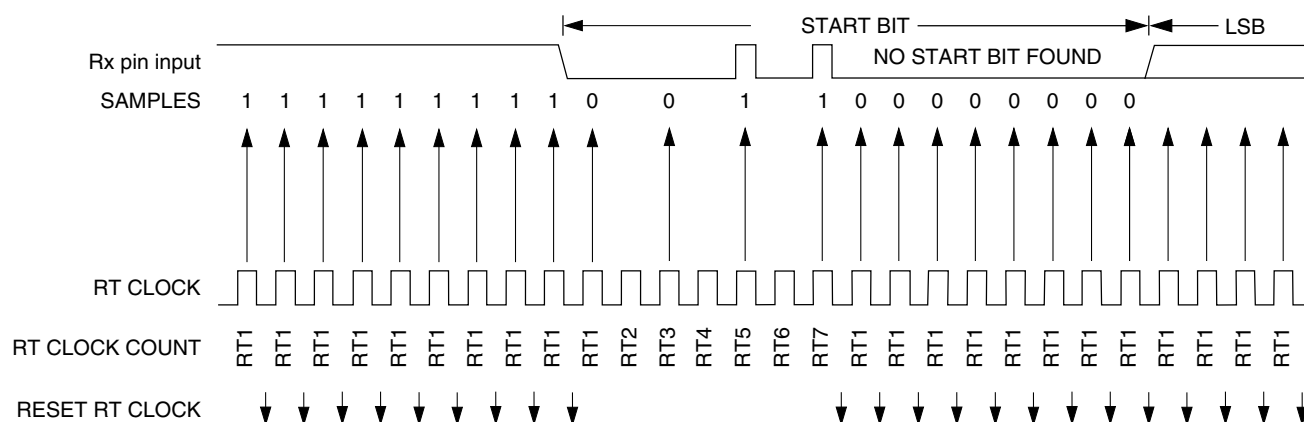 START BIT
LSB
Rx pin input
NO START BIT FOUND
SAMPLES 1 1 1 1 1 1 1 1 1 0 0 1 1 0 0 0 0 0 0 0 0
RT CLOCK
RT CLOCK COUNT RT1 RT1 RT1 RT1 RT1 RT1 RT1 RT1 RT1 RT1 RT2 RT3 RT4 RT5 RT6 RT7 RT1 RT1 RT1 RT1 RT1 RT1 RT1 RT1 RT1 RT1 RT1 RT1
RESET RT CLOCK